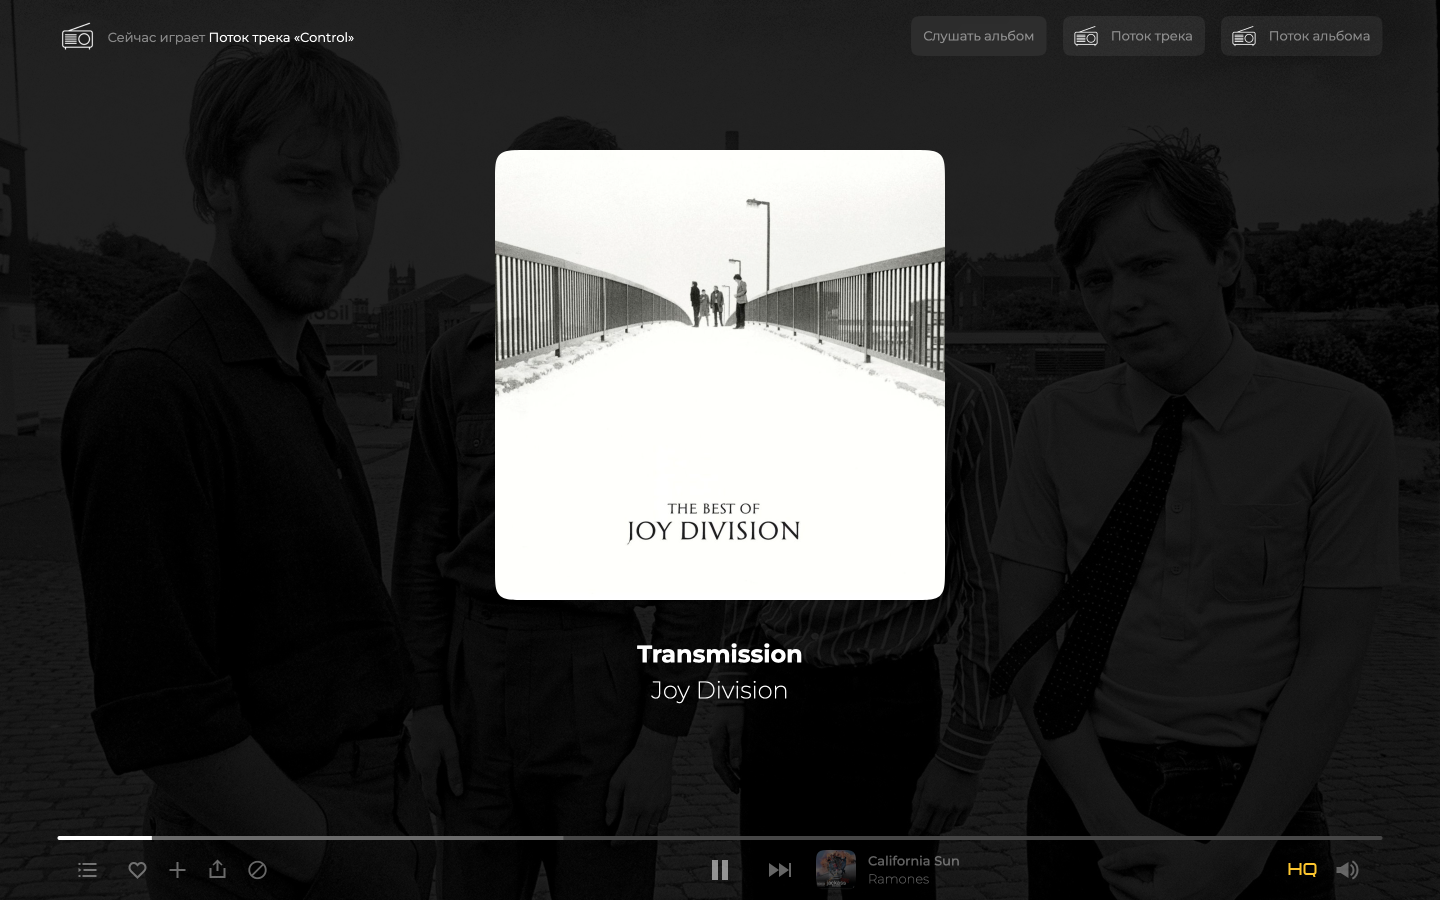 Сейчас играет Поток трека «Control»
Слушать альбом
Поток трека
Поток альбома
THE BEST OF
JOY DIVISION
Transmission
Joy Division
California Sun
Ramones
HQ